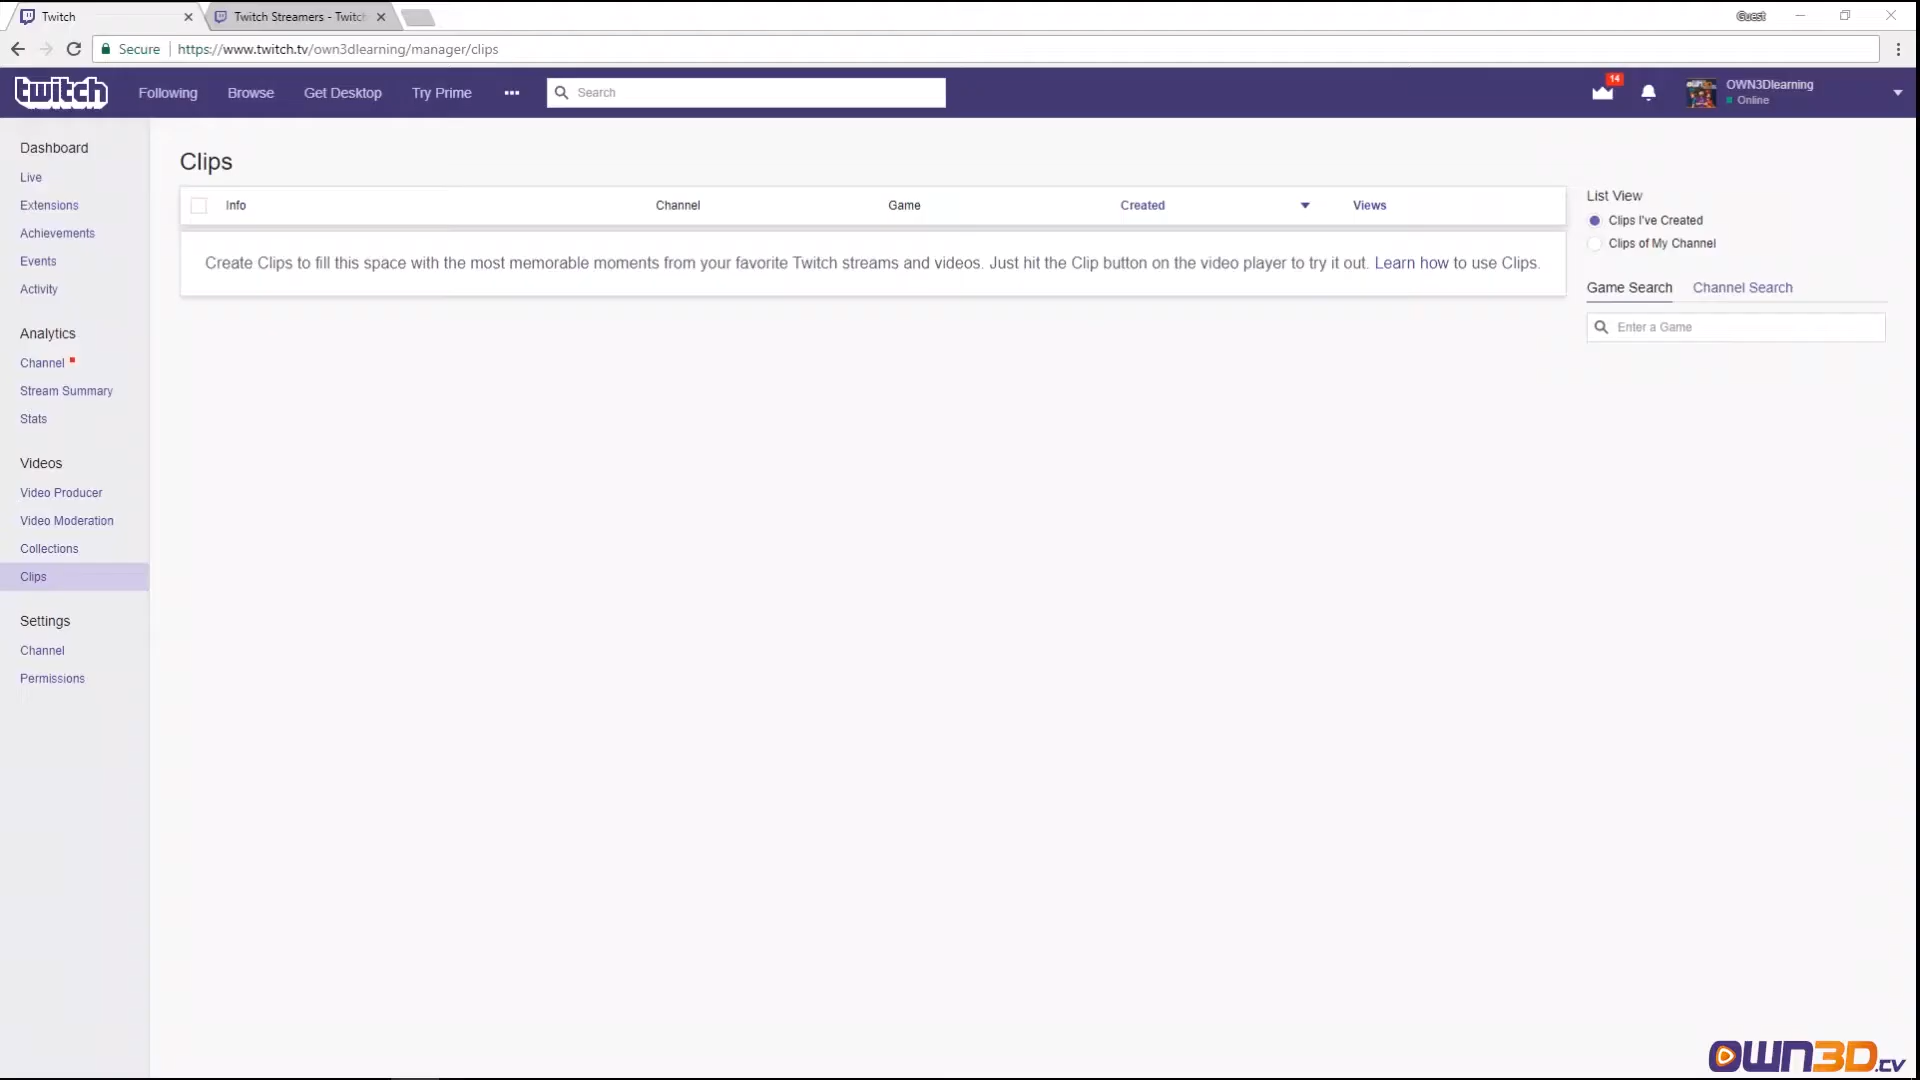 Twitch
Twitch Streamers - Twitch
Guest
Secure
https://www.twitch.tv/own3dlearning/manager/clips
twitch
Following
Browse
Get Desktop
Try Prime
Search
14
OWN3Dlearning
Online
Dashboard
Live
Extensions
Achievements
Events
Activity
Analytics
Channel
Stream Summary
Stats
Videos
Video Producer
Video Moderation
Collections
Clips
Settings
Channel
Permissions
Clips
Info
Channel
Game
Created
Views
Create Clips to fill this space with the most memorable moments from your favorite Twitch streams and videos. Just hit the Clip button on the video player to try it out. Learn how to use Clips.
List View
Clips I've Created
Clips of My Channel
Game Search
Channel Search
Enter a Game
OWN3D.TV